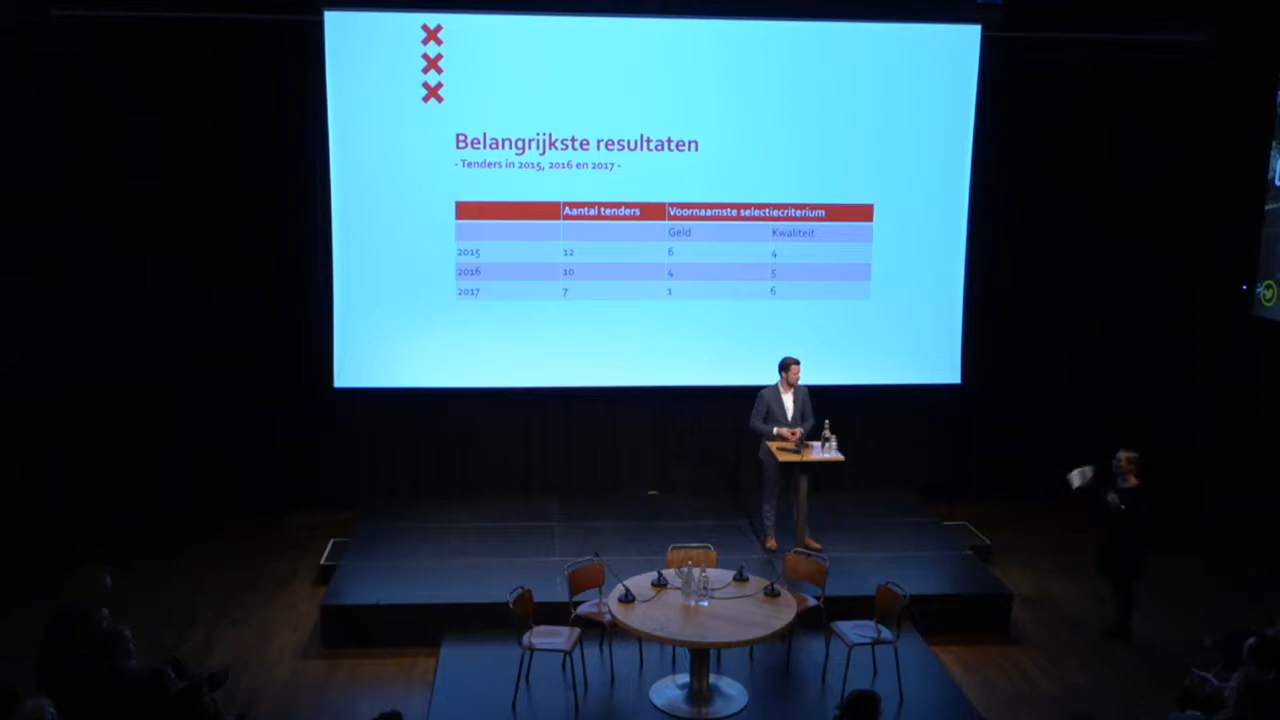 Belangrijkste resultaten
- Tenders in 2015, 2016 en 2017 -
Aantal tenders Voornaamste selectiecriterium
Geld Kwaliteit
2015 12 6 4
2016 10 4 5
2017 7 1 6